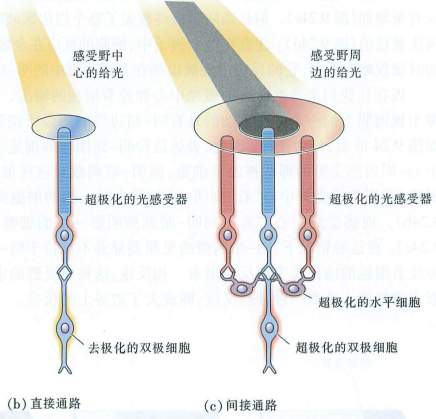 感受野中
心的给光
超极化的光感受器
去极化的双极细胞
(b) 直接通路
感受野周
边的给光
超极化的光感受器
超极化的水平细胞
超极化的双极细胞
(c) 间接通路